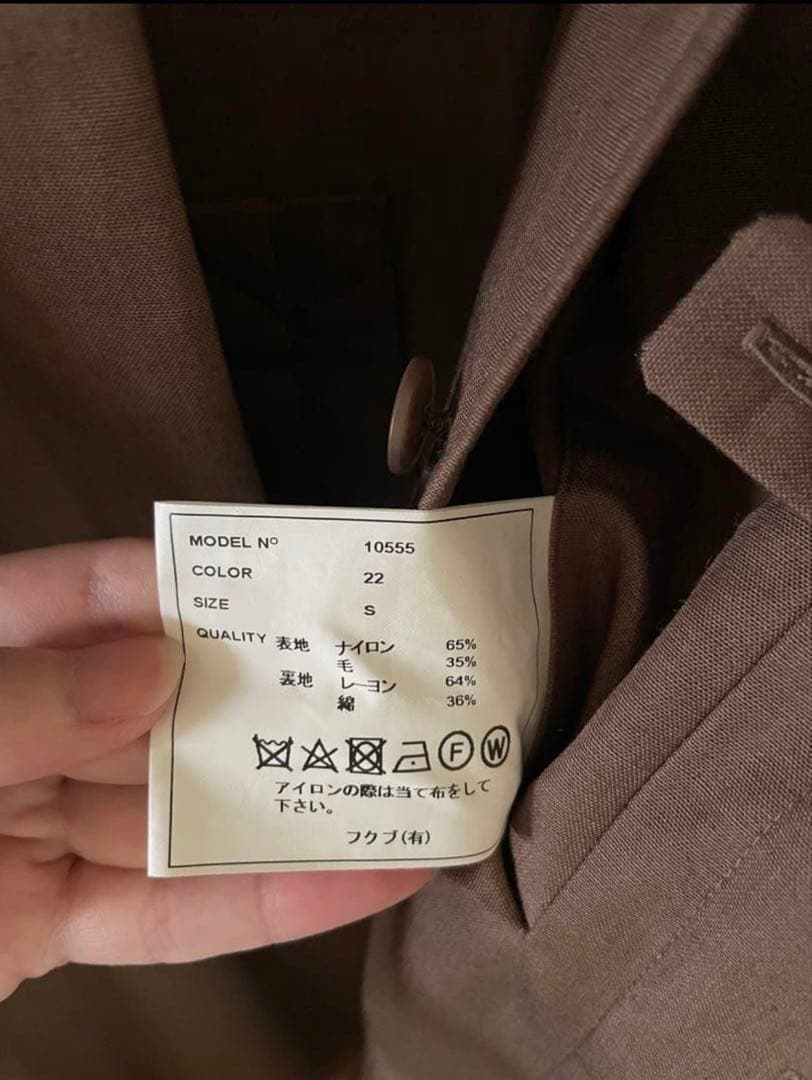 MODEL Nº 10555
COLOR 22
SIZE S
QUALITY 表地 ナイロン 65%
毛 35%
裏地 レーヨン 64%
綿 36%
F W
アイロンの際は当て布をして
下さい。
フクブ(有)